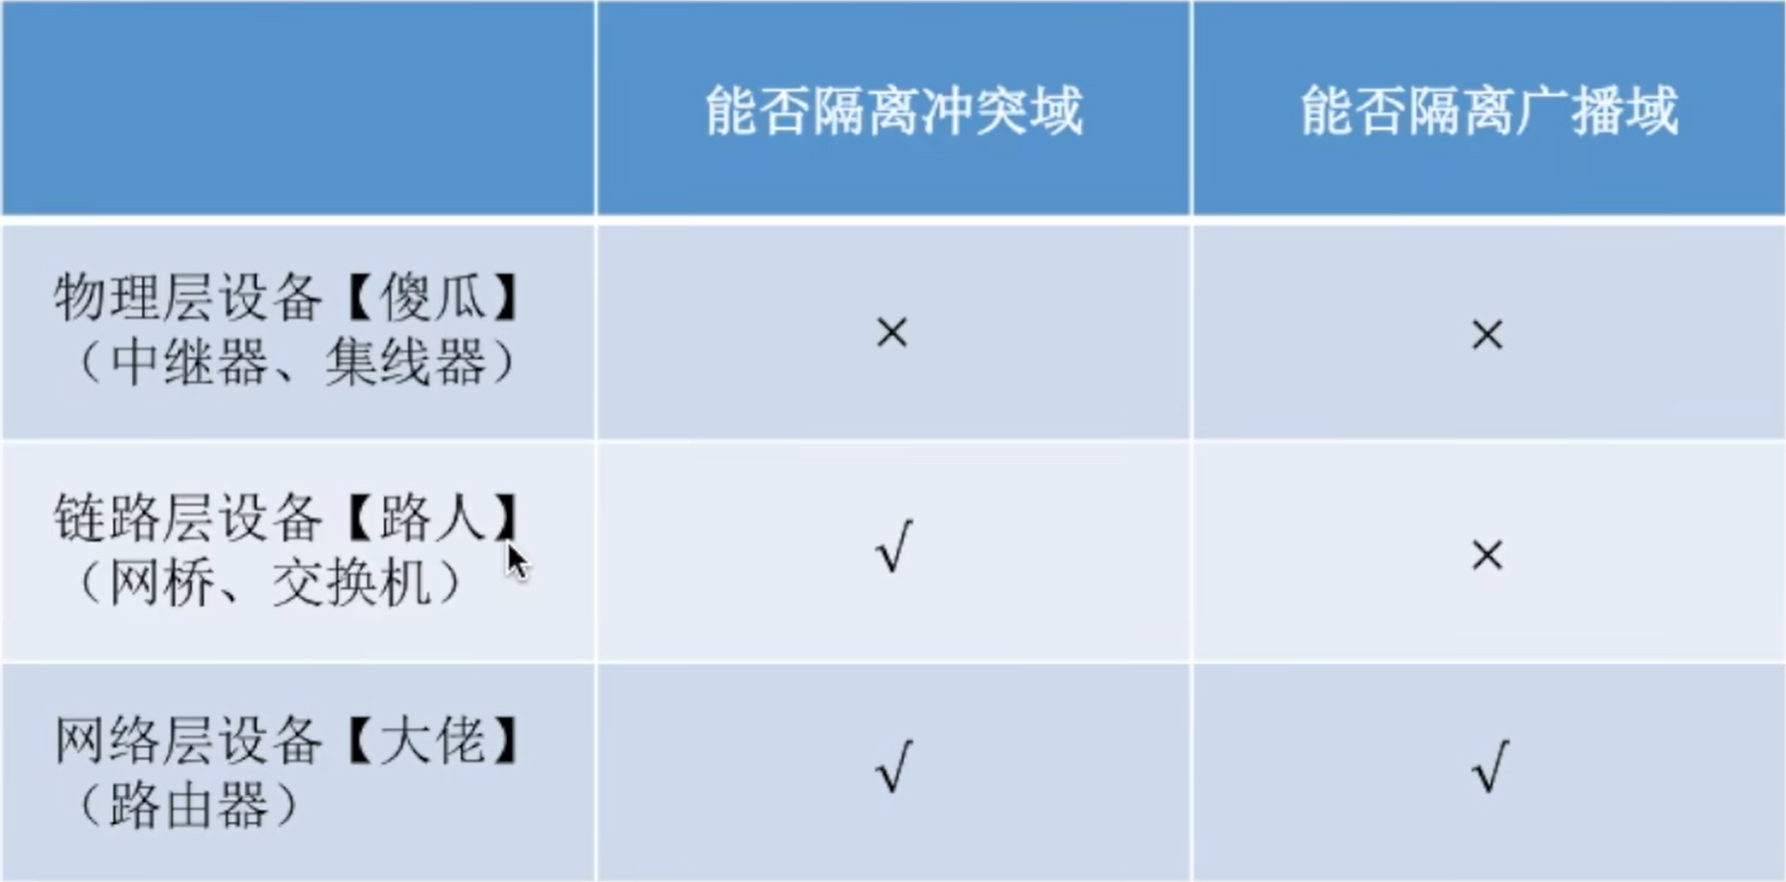 能否隔离冲突域 能否隔离广播域
物理层设备【傻瓜】
（中继器、集线器）
× ×
链路层设备【路人】
（网桥、交换机）
√ ×
网络层设备【大佬】
（路由器）
√ √